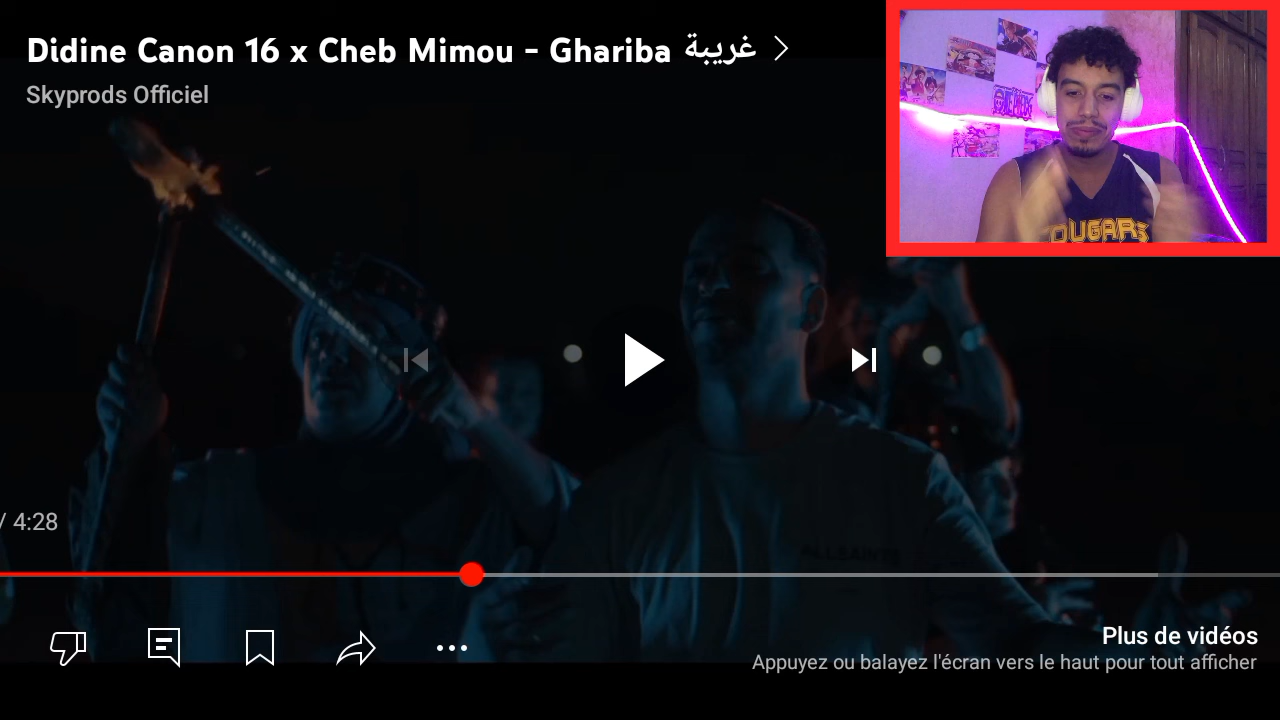 Didine Canon 16 x Cheb Mimou - Ghariba غريبة
Skyprods Officiel
OUGARS
/ 4:28
Plus de vidéos
Appuyez ou balayez l'écran vers le haut pour tout afficher